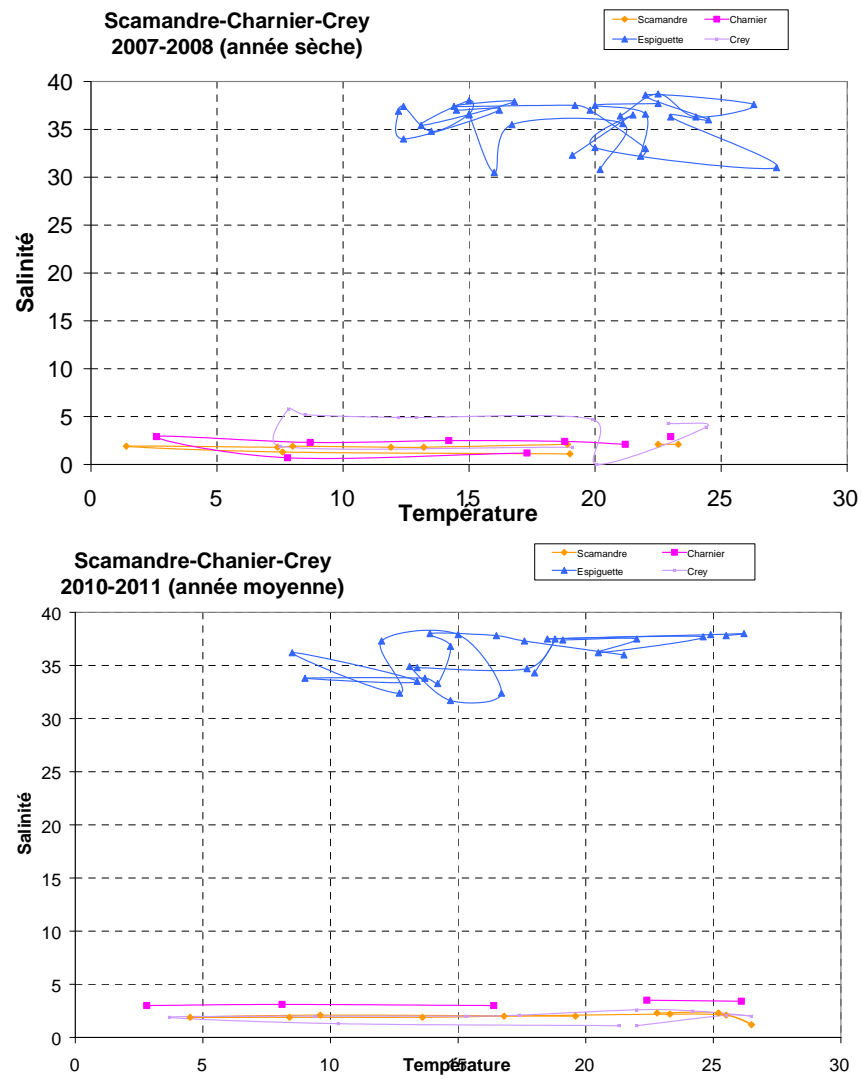 Scamandre-Charnier-Crey
2007-2008 (année sèche)
Scamandre
Charnier
Espiguette
Crey
Salinité
40
35
30
25
20
15
10
5
0
0
5
10
15
20
25
30
Température
Scamandre-Chanier-Crey
2010-2011 (année moyenne)
Scamandre
Charnier
Espiguette
Crey
Salinité
40
35
30
25
20
15
10
5
0
0
5
10
15
20
25
30
Température